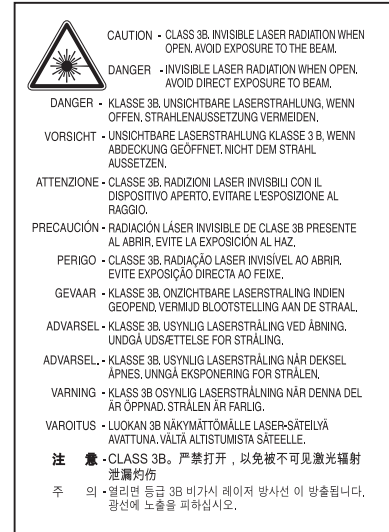 CAUTION - CLASS 3B. INVISIBLE LASER RADIATION WHEN
OPEN. AVOID EXPOSURE TO THE BEAM.
DANGER - INVISIBLE LASER RADIATION WHEN OPEN.
AVOID DIRECT EXPOSURE TO BEAM.
DANGER - KLASSE 3B. UNSICHTBARE LASERSTRAHLUNG, WENN
OFFEN. STRAHLENAUSSETZUNG VERMEIDEN.
VORSICHT - UNSICHTBARE LASERSTRAHLUNG KLASSE 3 B, WENN
ABDECKUNG GEÖFFNET. NICHT DEM STRAHL
AUSSETZEN.
ATTENZIONE - CLASSE 3B. RADIZIONI LASER INVISBILI CON IL
DISPOSITIVO APERTO. EVITARE L'ESPOSIZIONE AL
RAGGIO.
PRECAUCIÓN - RADIACIÓN LÁSER INVISIBLE DE CLASE 3B PRESENTE
AL ABRIR. EVITE LA EXPOSICIÓN AL HAZ.
PERIGO - CLASSE 3B. RADIAÇÃO LASER INVISÍVEL AO ABRIR.
EVITE EXPOSIÇÃO DIRECTA AO FEIXE.
GEVAAR - KLASSE 3B. ONZICHTBARE LASERSTRALING INDIEN
GEOPEND. VERMIJD BLOOTSTELLING AAN DE STRAAL.
ADVARSEL - KLASSE 3B. USYNLIG LASERSTRÅLING VED ÅBNING.
UNDGÅ UDSÆTTELSE FOR STRÅLING.
ADVARSEL. - KLASSE 3B. USYNLIG LASERSTRÅLING NÅR DEKSEL
ÅPNES. UNNGÅ EKSPONERING FOR STRÅLEN.
VARNING - KLASS 3B OSYNLIG LASERSTRÅLNING NÄR DENNA DEL
ÄR ÖPPNAD. STRÅLEN ÄR FARLIG.
VAROITUS - LUOKAN 3B NÄKYMÄTTÖMÄLLE LASER-SÄTEILYÄ
AVATTUNA. VÄLTÄ ALTISTUMISTA SÄTEELLE.
注 意 - CLASS 3B。严禁打开，以免被不可见激光辐射
泄漏灼伤
주 의 - 열리면 등급 3B 비가시 레이저 방사선 이 방출됩니다.
광선에 노출을 피하십시오.